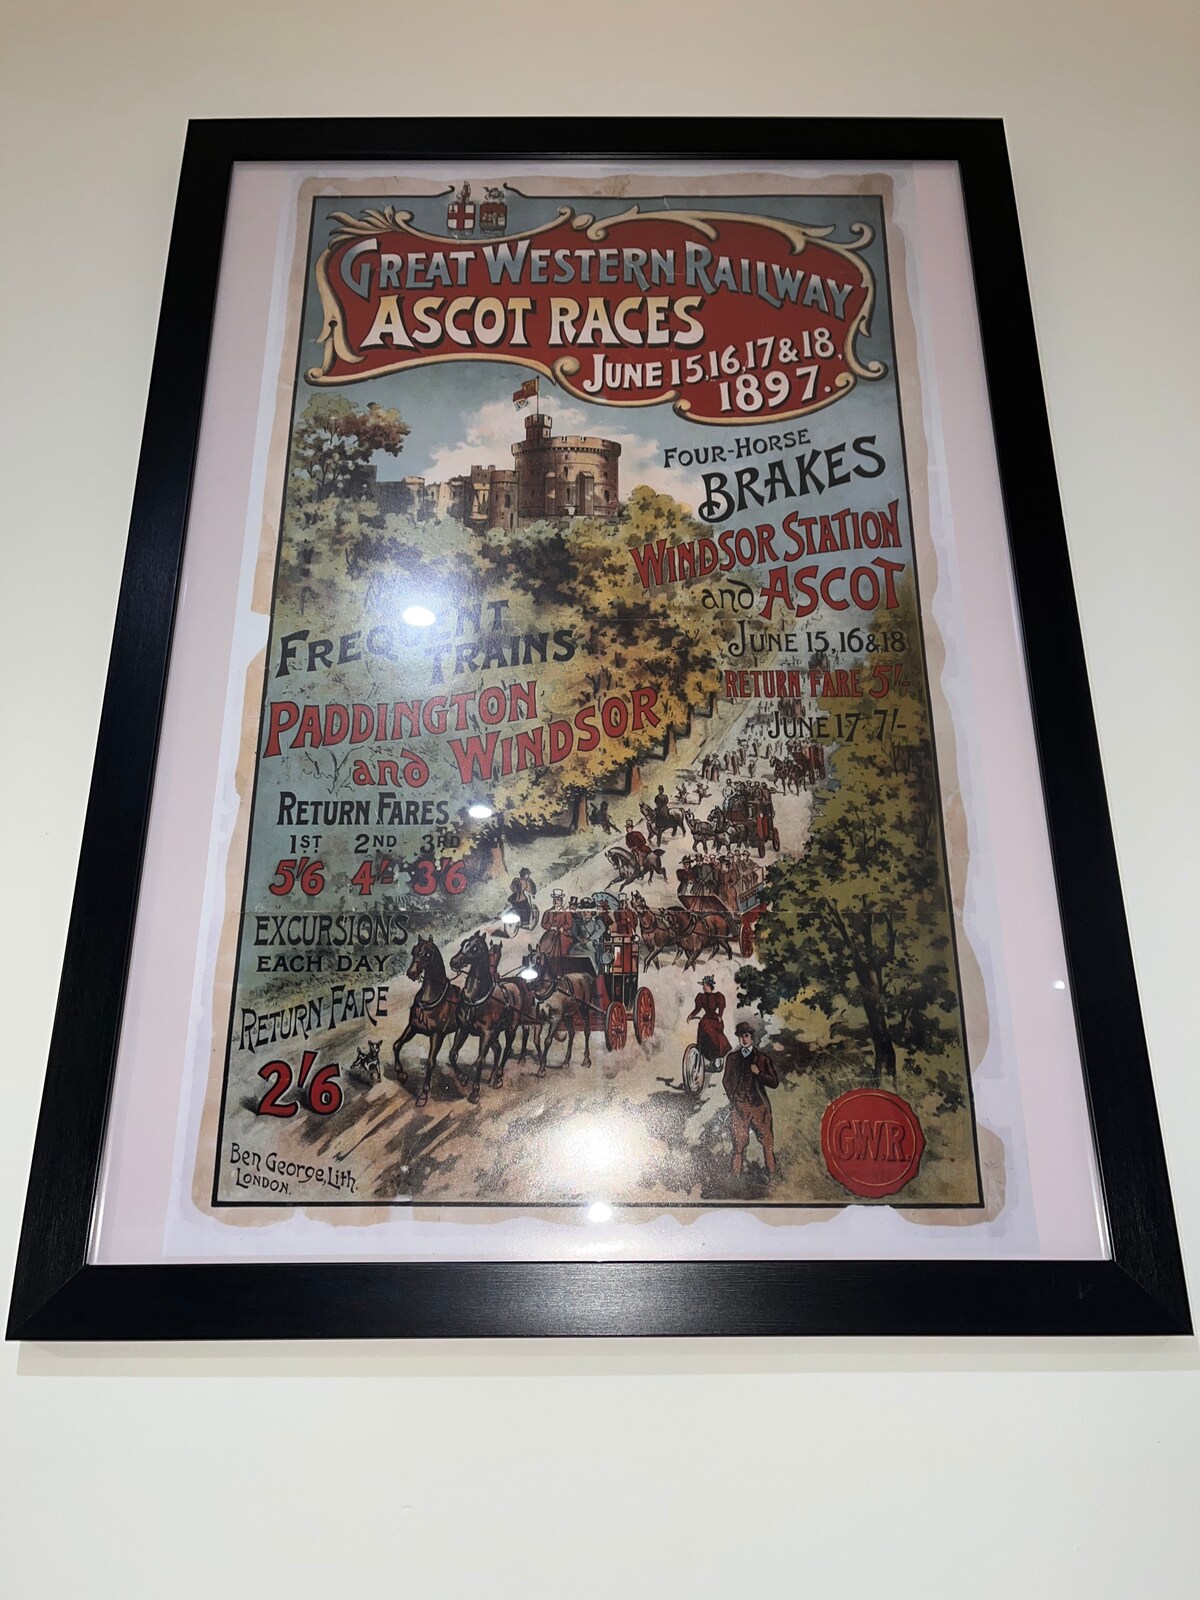 GREAT WESTERN RAILWAY
ASCOT RACES
JUNE 15,16,17&18,
1897.
FOUR-HORSE
BRAKES
WINDSOR STATION
and ASCOT
JUNE 15,16&18
RETURN FARE 5/-
JUNE 17 7/-
FREQUENT
TRAINS
PADDINGTON
and WINDSOR
RETURN FARES
1ST 2ND 3RD
5/6 4/- 3/6
EXCURSIONS
EACH DAY
RETURN FARE
2/6
Ben George, Lith.
LONDON.
G.W.R.